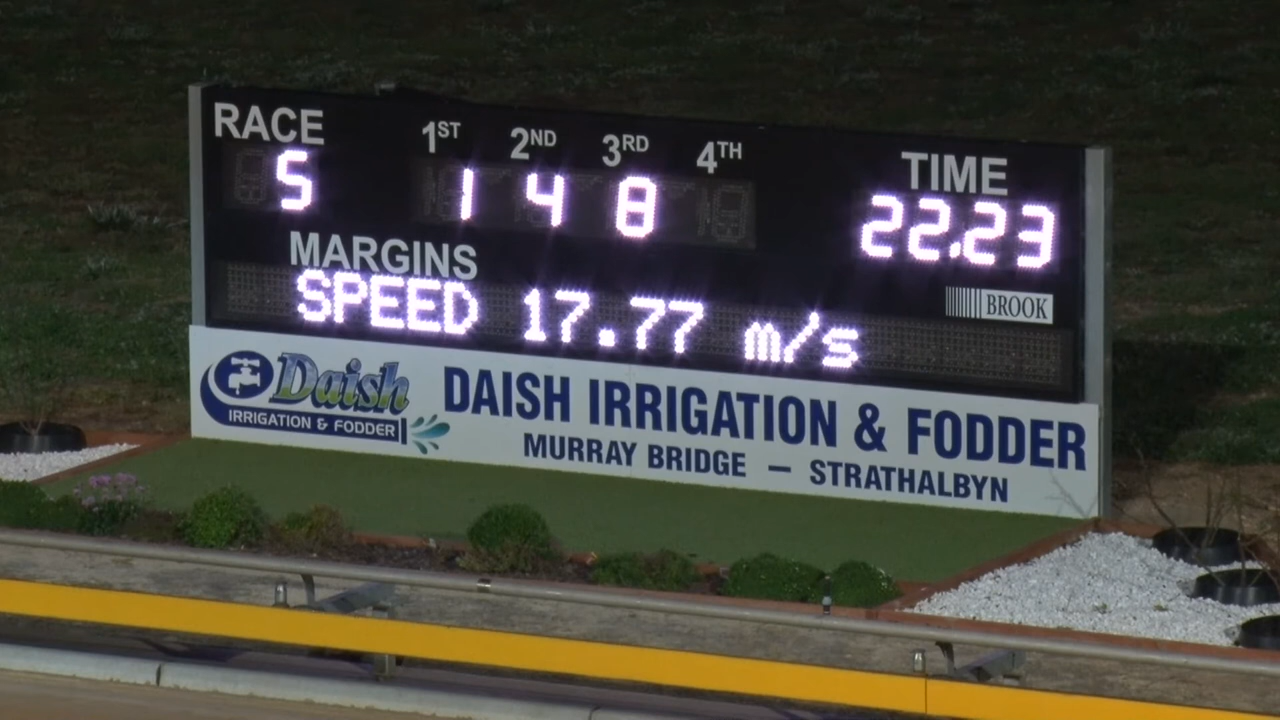 RACE 1ST 2ND 3RD 4TH TIME
5 1 4 8 22.23
MARGINS
BROOK
SPEED 17.77 m/s
Daish
IRRIGATION & FODDER
DAISH IRRIGATION & FODDER
MURRAY BRIDGE – STRATHALBYN